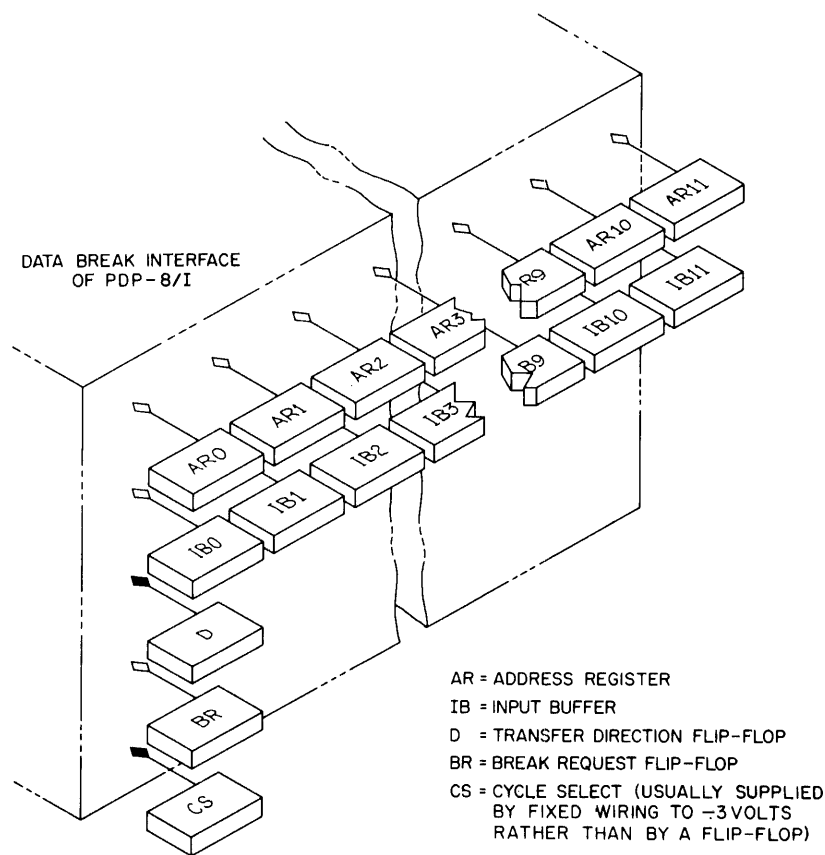 DATA BREAK INTERFACE
OF PDP-8/I
AR11
AR10
R9
AR3
AR2
AR1
AR0
IB11
IB10
B9
IB3
IB2
IB1
IB0
D
BR
CS
AR = ADDRESS REGISTER
IB = INPUT BUFFER
D = TRANSFER DIRECTION FLIP-FLOP
BR = BREAK REQUEST FLIP-FLOP
CS = CYCLE SELECT (USUALLY SUPPLIED
BY FIXED WIRING TO -3 VOLTS
RATHER THAN BY A FLIP-FLOP)